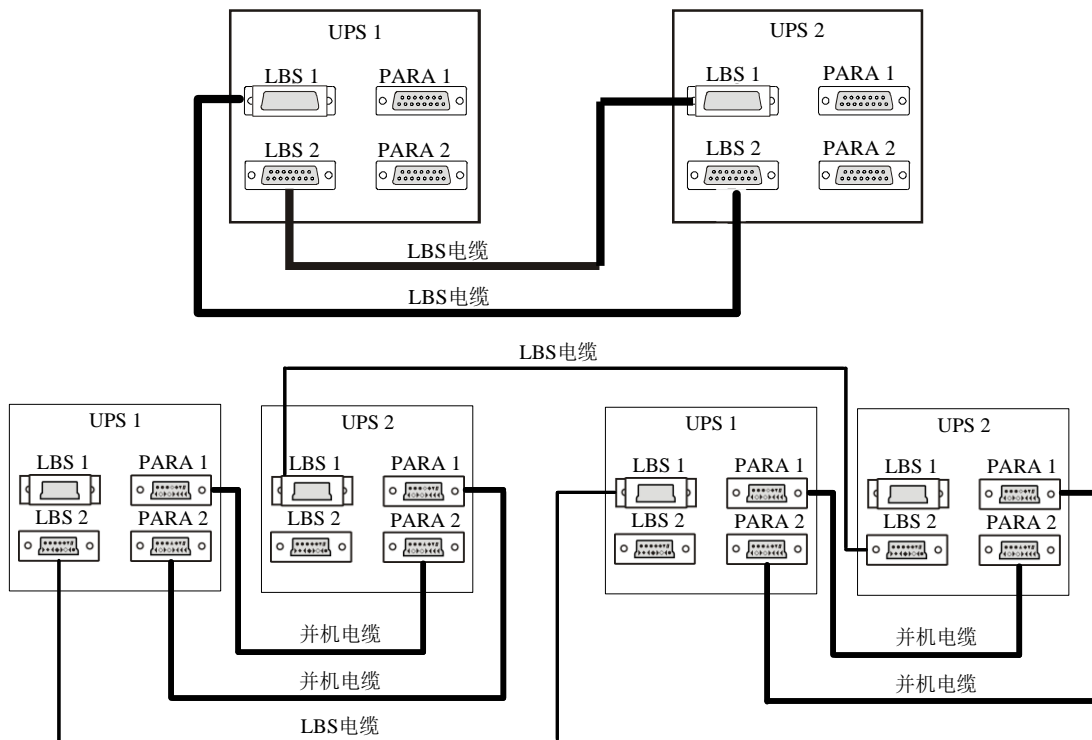 UPS 1
UPS 2
LBS 1
PARA 1
LBS 1
PARA 1
LBS 2
PARA 2
LBS 2
PARA 2
LBS电缆
LBS电缆
LBS电缆
UPS 1
UPS 2
UPS 1
UPS 2
LBS 1
PARA 1
LBS 1
PARA 1
LBS 1
PARA 1
LBS 1
PARA 1
LBS 2
PARA 2
LBS 2
PARA 2
LBS 2
PARA 2
LBS 2
PARA 2
并机电缆
并机电缆
并机电缆
并机电缆
LBS电缆